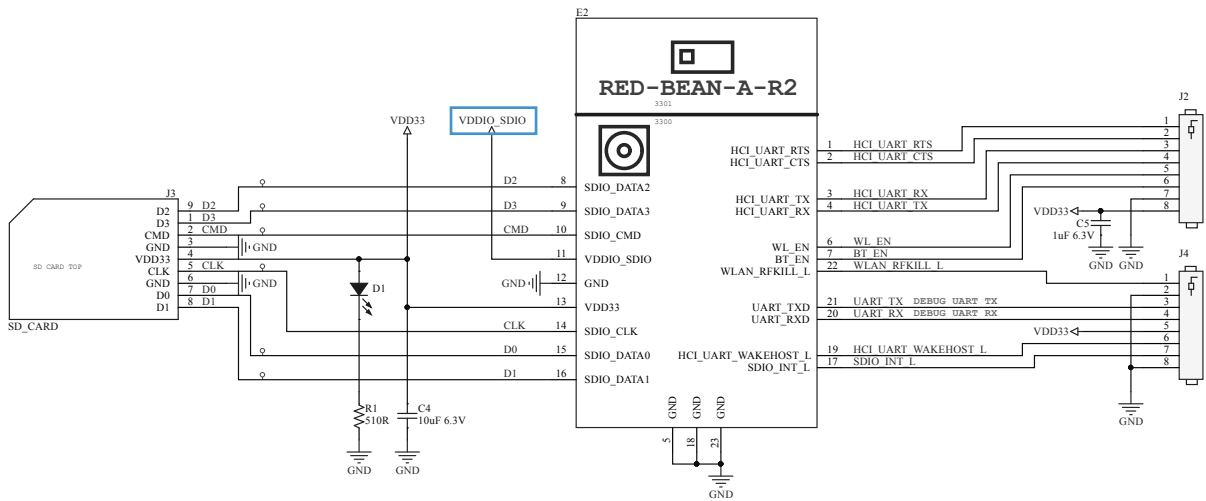 E2
RED-BEAN-A-R2
3301
3300
VDD33
VDDIO_SDIO
J3
SD CARD TOP
SD_CARD
D2 9 D2
D3 1 D3
CMD 2 CMD
GND 3 GND
VDD33 4
CLK 5 CLK
GND 6 GND
D0 7 D0
D1 8 D1
D1
R1
510R
GND
C4
10uF 6.3V
GND
D2 8 SDIO_DATA2
D3 9 SDIO_DATA3
CMD 10 SDIO_CMD
11 VDDIO_SDIO
GND 12 GND
13 VDD33
CLK 14 SDIO_CLK
D0 15 SDIO_DATA0
D1 16 SDIO_DATA1
HCI_UART_RTS 1 HCI_UART_RTS
HCI_UART_CTS 2 HCI_UART_CTS
HCI_UART_TX 3 HCI_UART_RX
HCI_UART_RX 4 HCI_UART_TX
WL_EN 6 WL_EN
BT_EN 7 BT_EN
WLAN_RFKILL_L 22 WLAN_RFKILL_L
UART_TXD 21 UART_TX DEBUG UART TX
UART_RXD 20 UART_RX DEBUG UART RX
HCI_UART_WAKEHOST_L 19 HCI_UART_WAKEHOST_L
SDIO_INT_L 17 SDIO_INT_L
GND GND GND
5 18 23
GND
J2
1
2
3
4
5
6
7
8
VDD33
C5
1uF 6.3V
GND GND
J4
1
2
3
4
5
6
7
8
VDD33
GND